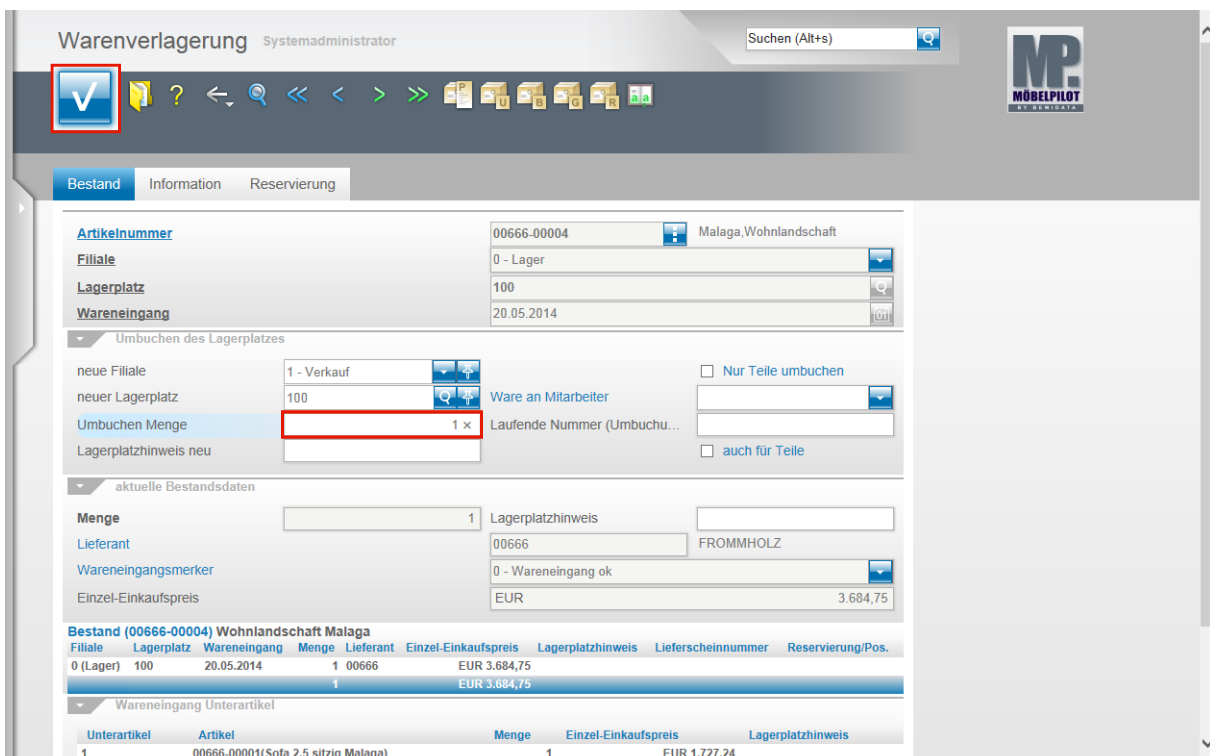 Warenverlagerung Systemadministrator Suchen (Alt+s)
MP.
MÖBELPILOT
BY BEWIDATA
? P U B G R aa
Bestand Information Reservierung
Artikelnummer 00666-00004 Malaga,Wohnlandschaft
Filiale 0 - Lager
Lagerplatz 100
Wareneingang 20.05.2014 01
Umbuchen des Lagerplatzes
neue Filiale 1 - Verkauf Nur Teile umbuchen
neuer Lagerplatz 100 Ware an Mitarbeiter
Umbuchen Menge 1 × Laufende Nummer (Umbuchu...
Lagerplatzhinweis neu auch für Teile
aktuelle Bestandsdaten
Menge 1 Lagerplatzhinweis
Lieferant 00666 FROMMHOLZ
Wareneingangsmerker 0 - Wareneingang ok
Einzel-Einkaufspreis EUR 3.684,75
Bestand (00666-00004) Wohnlandschaft Malaga
Filiale Lagerplatz Wareneingang Menge Lieferant Einzel-Einkaufspreis Lagerplatzhinweis Lieferscheinnummer Reservierung/Pos.
0 (Lager) 100 20.05.2014 1 00666 EUR 3.684,75
1 EUR 3.684,75
Wareneingang Unterartikel
Unterartikel Artikel Menge Einzel-Einkaufspreis Lagerplatzhinweis
1 00666-00001(Sofa 2,5 sitzig Malaga) 1 EUR 1.727,24